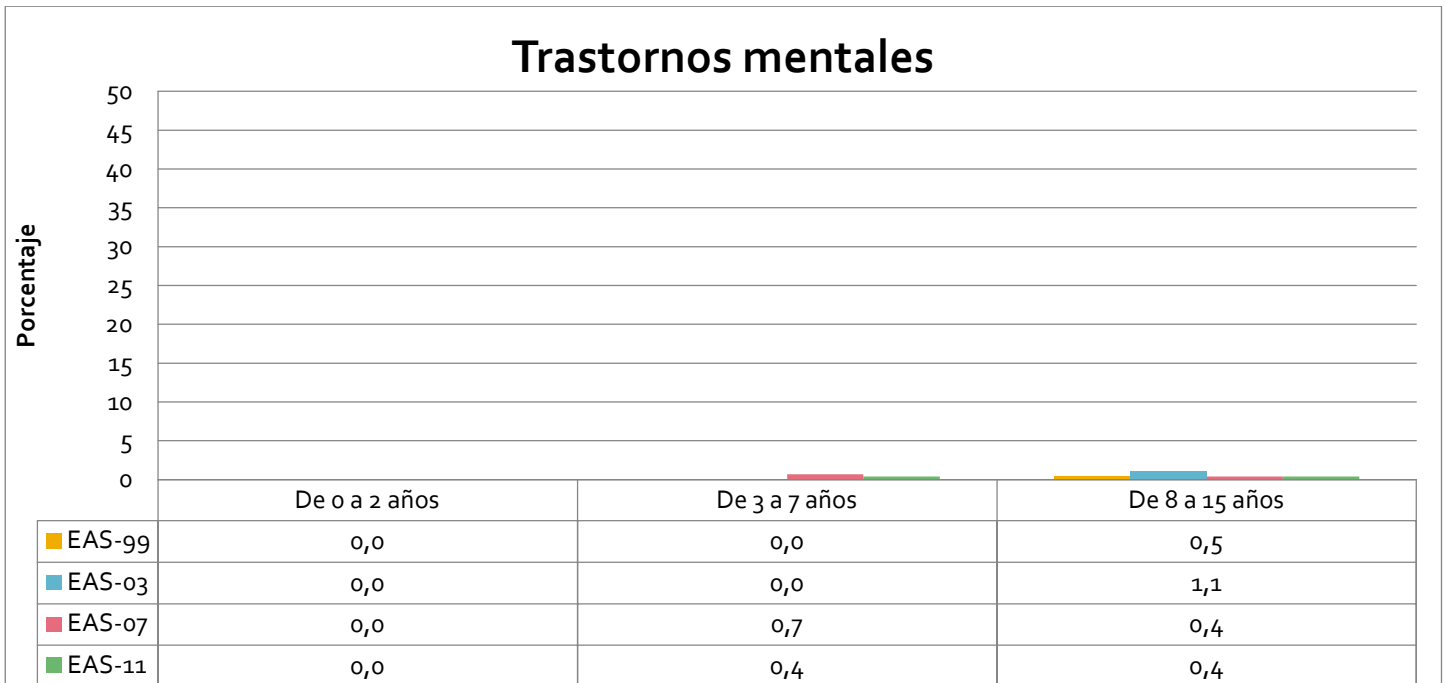 Trastornos mentales
Porcentaje
50
45
40
35
30
25
20
15
10
5
0
De 0 a 2 años De 3 a 7 años De 8 a 15 años
EAS-99 0,0 0,0 0,5
EAS-03 0,0 0,0 1,1
EAS-07 0,0 0,7 0,4
EAS-11 0,0 0,4 0,4